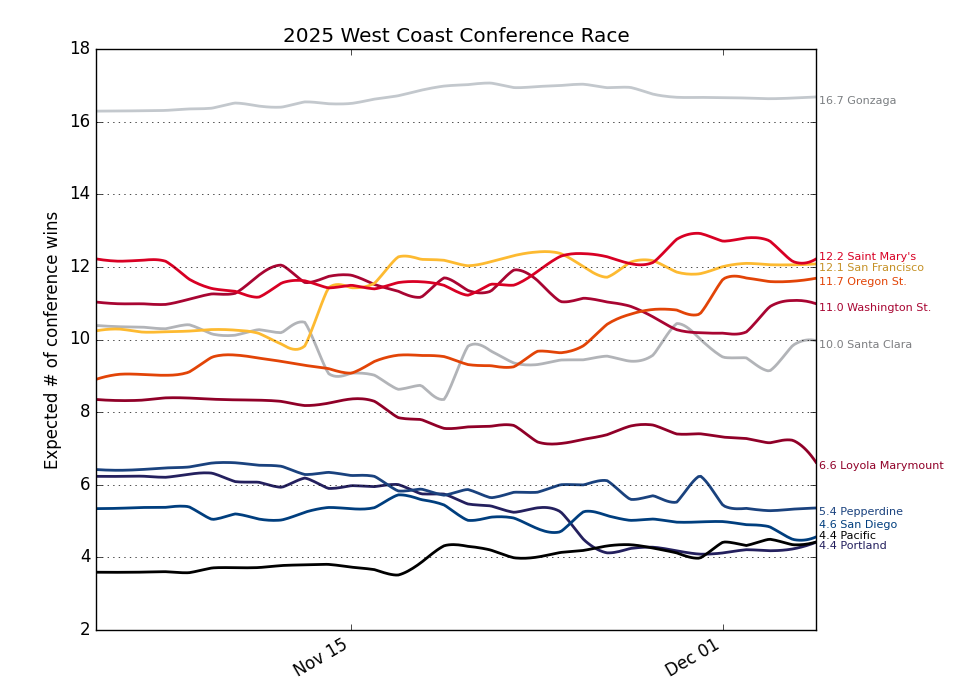 2025 West Coast Conference Race
Expected # of conference wins
18
16
14
12
10
8
6
4
2
16.7 Gonzaga
12.2 Saint Mary's
12.1 San Francisco
11.7 Oregon St.
11.0 Washington St.
10.0 Santa Clara
6.6 Loyola Marymount
5.4 Pepperdine
4.6 San Diego
4.4 Pacific
4.4 Portland
Nov 15
Dec 01